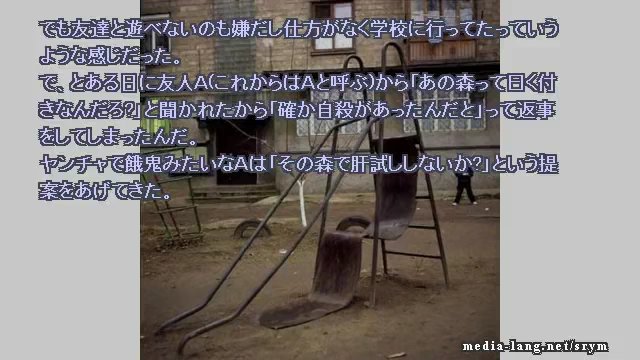 でも友達と遊べないのも嫌だし仕方がなく学校に行ってたっていう
ような感じだった。
で、とある日に友人A(これからはAと呼ぶ)から「あの森って曰く付
きなんだろ?」と聞かれたから「確か自殺があったんだと」って返事
をしてしまったんだ。
ヤンチャで餓鬼みたいなAは「その森で肝試ししないか?」という提
案をあげてきた。
media-lang.net/srym